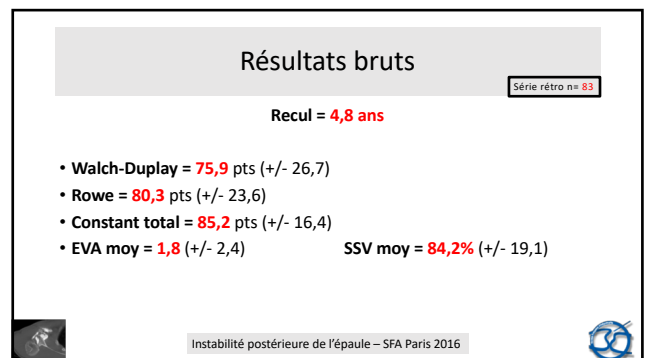 Résultats bruts
Série rétro n= 83
Recul = 4,8 ans
• Walch-Duplay = 75,9 pts (+/- 26,7)
• Rowe = 80,3 pts (+/- 23,6)
• Constant total = 85,2 pts (+/- 16,4)
• EVA moy = 1,8 (+/- 2,4) SSV moy = 84,2% (+/- 19,1)
Instabilité postérieure de l'épaule – SFA Paris 2016